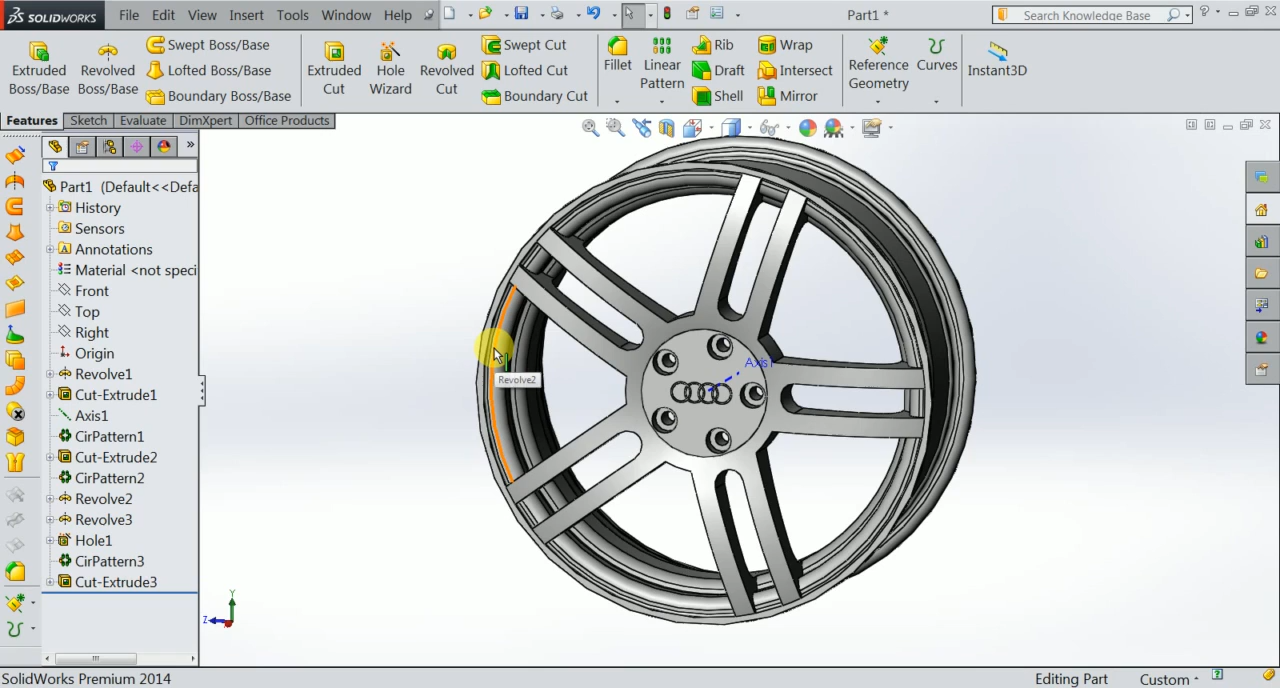 SOLIDWORKS File Edit View Insert Tools Window Help Part1 * Search Knowledge Base ?
Extruded Boss/Base
Revolved Boss/Base
Swept Boss/Base
Lofted Boss/Base
Boundary Boss/Base
Extruded Cut
Hole Wizard
Revolved Cut
Swept Cut
Lofted Cut
Boundary Cut
Fillet
Linear Pattern
Rib
Draft
Shell
Wrap
Intersect
Mirror
Reference Geometry
Curves
Instant3D
Features Sketch Evaluate DimXpert Office Products
»
Part1 (Default<<Defa
History
Sensors
Annotations
Material <not speci
Front
Top
Right
Origin
Revolve1
Cut-Extrude1
Axis1
CirPattern1
Cut-Extrude2
CirPattern2
Revolve2
Revolve3
Hole1
CirPattern3
Cut-Extrude3
Axis1
Revolve2
Y
Z
SolidWorks Premium 2014 Editing Part Custom